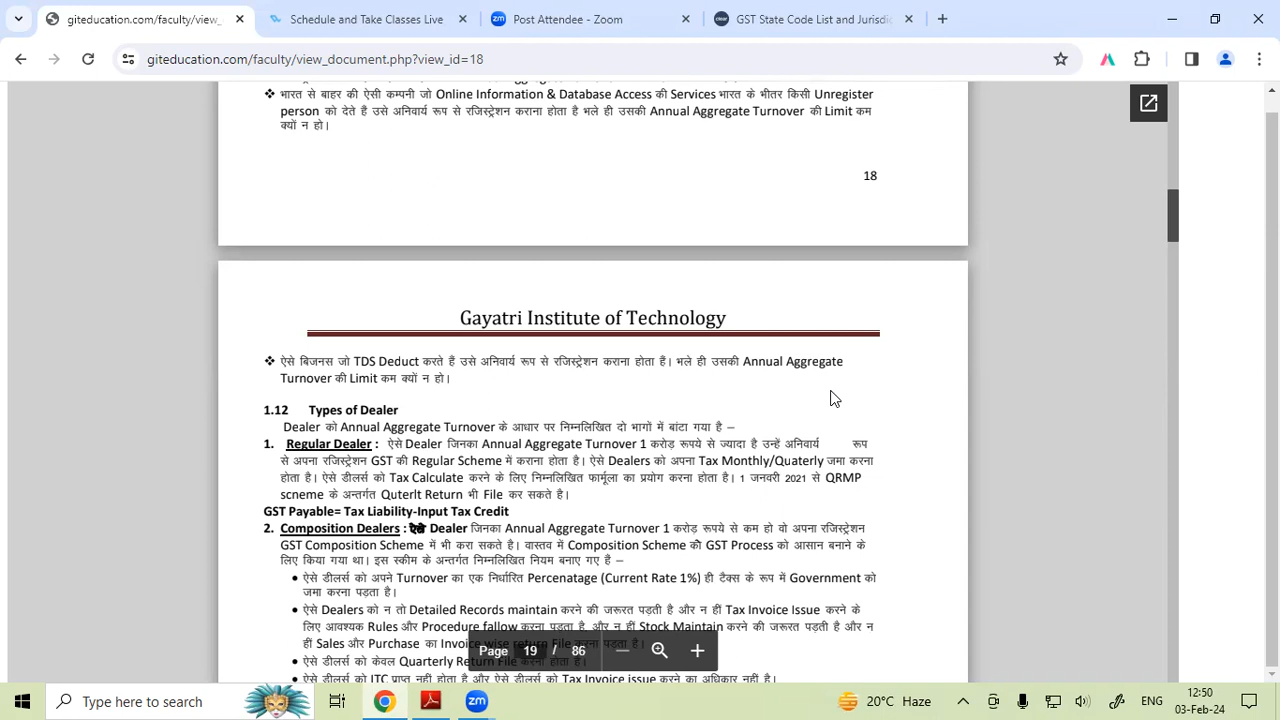 giteducation.com/faculty/view_
Schedule and Take Classes Live
Post Attendee - Zoom
GST State Code List and Jurisdic
giteducation.com/faculty/view_document.php?view_id=18
❖ भारत से बाहर की ऐसी कम्पनी जो Online Information & Database Access की Services भारत के भीतर किसी Unregister
person को देते हैं उसे अनिवार्य रूप से रजिस्ट्रेशन कराना होता है भले ही उसकी Annual Aggregate Turnover की Limit कम
क्यों न हो।
18
Gayatri Institute of Technology
❖ ऐसे बिजनस जो TDS Deduct करते हैं उसे अनिवार्य रूप से रजिस्ट्रेशन कराना होता हैं। भले ही उसकी Annual Aggregate
Turnover की Limit कम क्यों न हो।
1.12 Types of Dealer
Dealer को Annual Aggregate Turnover के आधार पर निम्नलिखित दो भागों में बांटा गया है –
1. Regular Dealer : ऐसे Dealer जिनका Annual Aggregate Turnover 1 करोड़ रूपये से ज्यादा है उन्हें अनिवार्य रूप
से अपना रजिस्ट्रेशन GST की Regular Scheme में कराना होता है। ऐसे Dealers को अपना Tax Monthly/Quaterly जमा करना
होता है। ऐसे डीलर्स को Tax Calculate करने के लिए निम्नलिखित फार्मूला का प्रयोग करना होता है। 1 जनवरी 2021 से QRMP
scneme के अन्तर्गत Quterlt Return भी File कर सकते है।
GST Payable= Tax Liability-Input Tax Credit
2. Composition Dealers : ऐसे Dealer जिनका Annual Aggregate Turnover 1 करोड़ रूपये से कम हो वो अपना रजिस्ट्रेशन
GST Composition Scheme में भी करा सकते है। वास्तव में Composition Scheme को GST Process को आसान बनाने के
लिए किया गया था। इस स्कीम के अन्तर्गत निम्नलिखित नियम बनाए गए हैं –
• ऐसे डीलर्स को अपने Turnover का एक निर्धारित Percenatage (Current Rate 1%) ही टैक्स के रूप में Government को
जमा करना पड़ता है।
• ऐसे Dealers को न तो Detailed Records maintain करने की जरूरत पडती है और न हीं Tax Invoice Issue करने के
लिए आवश्यक Rules और Procedure fallow करना पड़ता है, और न हीं Stock Maintain करने की जरूरत पड़ती है और न
हीं Sales और Purchase का Invoice wise return File करना पडता है।
• ऐसे डीलर्स को केवल Quarterly Return File करना होता है।
• ऐसे डीलर्स को ITC प्राप्त नहीं होता है और ऐसे डीलर्स को Tax Invoice issue करने का अधिकार नहीं है।
Page 19 / 86
Type here to search
20°C Haze
ENG
12:50
03-Feb-24